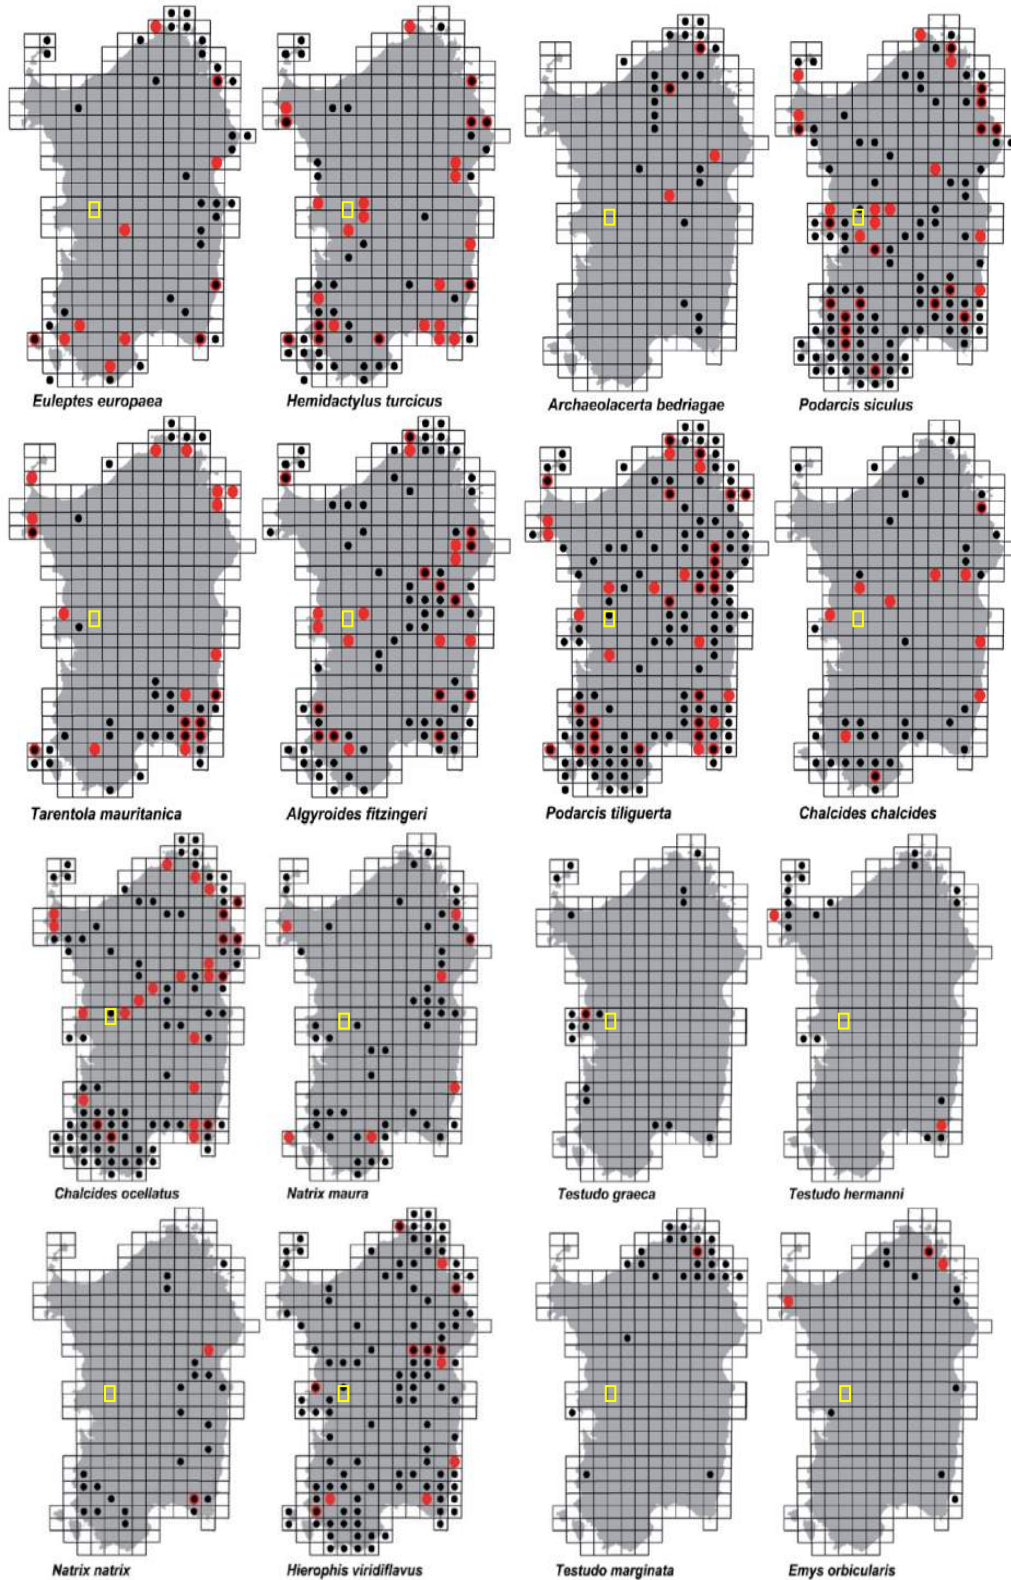 Euleptes europaea
Hemidactylus turcicus
Archaeolacerta bedriagae
Podarcis siculus
Tarentola mauritanica
Algyroides fitzingeri
Podarcis tiliguerta
Chalcides chalcides
Chalcides ocellatus
Natrix maura
Testudo graeca
Testudo hermanni
Natrix natrix
Hierophis viridiflavus
Testudo marginata
Emys orbicularis